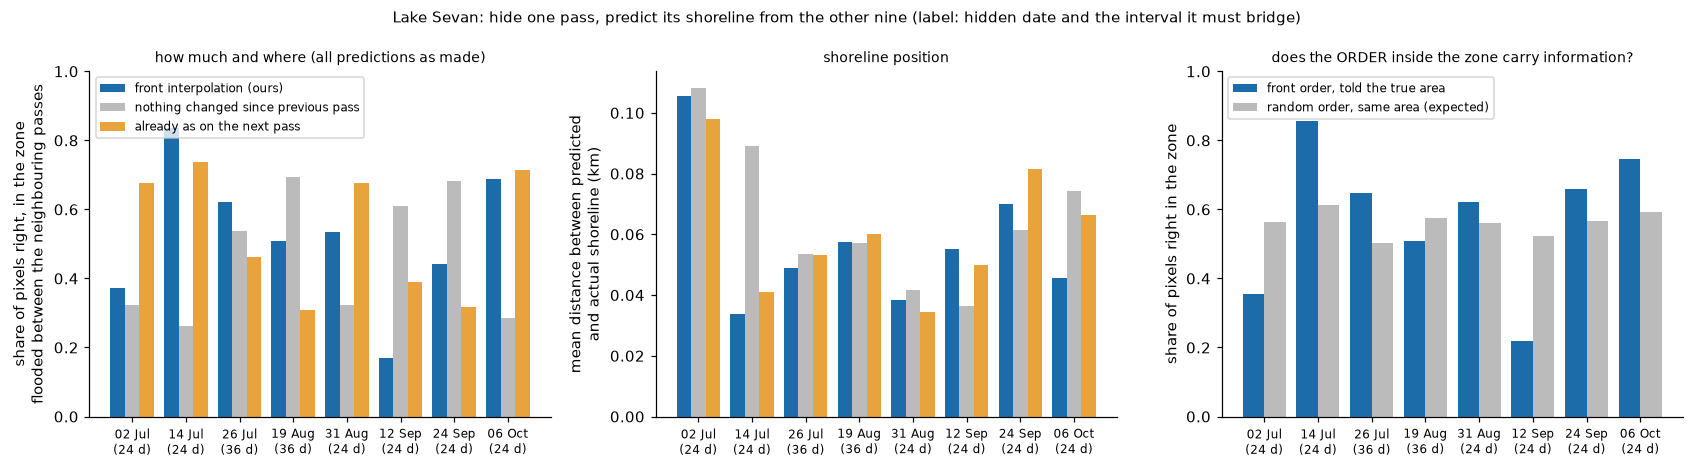 Lake Sevan: hide one pass, predict its shoreline from the other nine (label: hidden date and the interval it must bridge)
how much and where (all predictions as made)
share of pixels right, in the zone
flooded between the neighbouring passes
1.0
0.8
0.6
0.4
0.2
0.0
front interpolation (ours)
nothing changed since previous pass
already as on the next pass
02 Jul 14 Jul 26 Jul 19 Aug 31 Aug 12 Sep 24 Sep 06 Oct
(24 d) (24 d) (36 d) (36 d) (24 d) (24 d) (24 d) (24 d)
shoreline position
mean distance between predicted
and actual shoreline (km)
0.10
0.08
0.06
0.04
0.02
0.00
02 Jul 14 Jul 26 Jul 19 Aug 31 Aug 12 Sep 24 Sep 06 Oct
(24 d) (24 d) (36 d) (36 d) (24 d) (24 d) (24 d) (24 d)
does the ORDER inside the zone carry information?
share of pixels right in the zone
1.0
0.8
0.6
0.4
0.2
0.0
front order, told the true area
random order, same area (expected)
02 Jul 14 Jul 26 Jul 19 Aug 31 Aug 12 Sep 24 Sep 06 Oct
(24 d) (24 d) (36 d) (36 d) (24 d) (24 d) (24 d) (24 d)